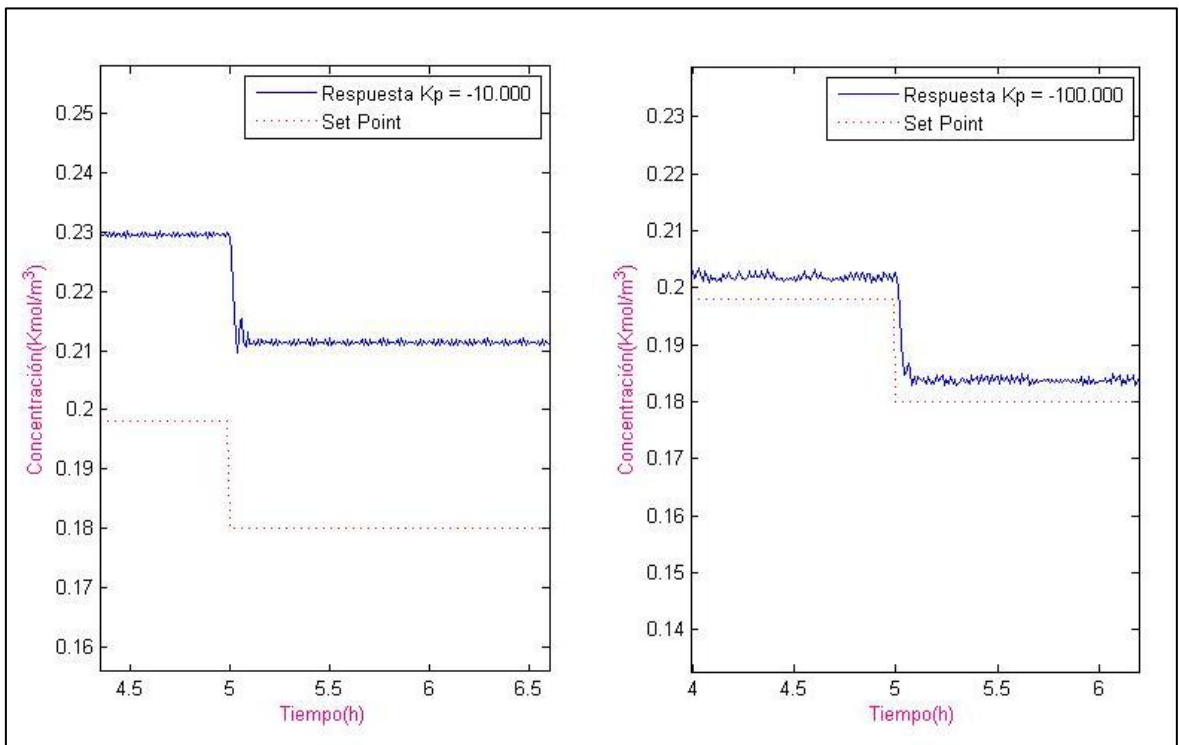 Respuesta Kp = -10.000
Set Point
0.25
0.24
0.23
0.22
0.21
0.2
0.19
0.18
0.17
0.16
Concentración(Kmol/m³)
4.5 5 5.5 6 6.5
Tiempo(h)
Respuesta Kp = -100.000
Set Point
0.23
0.22
0.21
0.2
0.19
0.18
0.17
0.16
0.15
0.14
Concentración(Kmol/m³)
4 4.5 5 5.5 6
Tiempo(h)